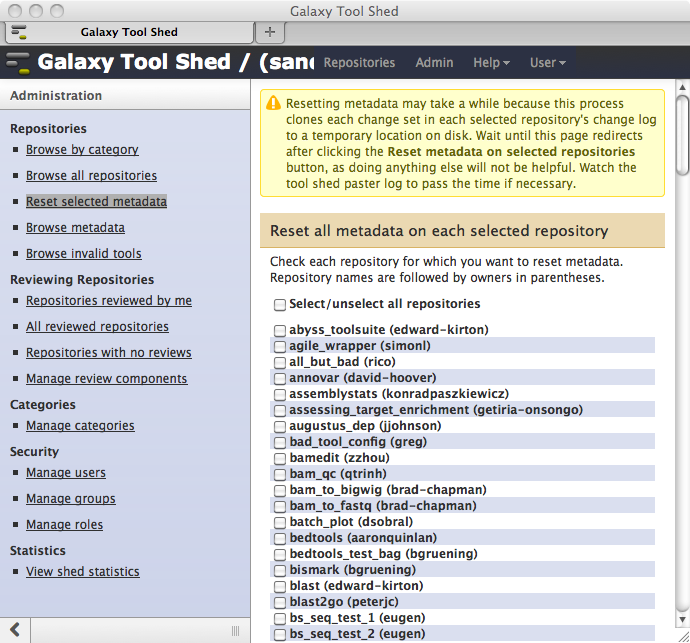 Galaxy Tool Shed
Galaxy Tool Shed
Galaxy Tool Shed / (sand
Repositories Admin Help User
Administration
Repositories
Browse by category
Browse all repositories
Reset selected metadata
Browse metadata
Browse invalid tools
Reviewing Repositories
Repositories reviewed by me
All reviewed repositories
Repositories with no reviews
Manage review components
Categories
Manage categories
Security
Manage users
Manage groups
Manage roles
Statistics
View shed statistics
Resetting metadata may take a while because this process
clones each change set in each selected repository's change log
to a temporary location on disk. Wait until this page redirects
after clicking the Reset metadata on selected repositories
button, as doing anything else will not be helpful. Watch the
tool shed paster log to pass the time if necessary.
Reset all metadata on each selected repository
Check each repository for which you want to reset metadata.
Repository names are followed by owners in parentheses.
Select/unselect all repositories
abyss_toolsuite (edward-kirton)
agile_wrapper (simonl)
all_but_bad (rico)
annovar (david-hoover)
assemblystats (konradpaszkiewicz)
assessing_target_enrichment (getiria-onsongo)
augustus_dep (jjohnson)
bad_tool_config (greg)
bamedit (zzhou)
bam_qc (qtrinh)
bam_to_bigwig (brad-chapman)
bam_to_fastq (brad-chapman)
batch_plot (dsobral)
bedtools (aaronquinlan)
bedtools_test_bag (bgruening)
bismark (bgruening)
blast (edward-kirton)
blast2go (peterjc)
bs_seq_test_1 (eugen)
bs_seq_test_2 (eugen)